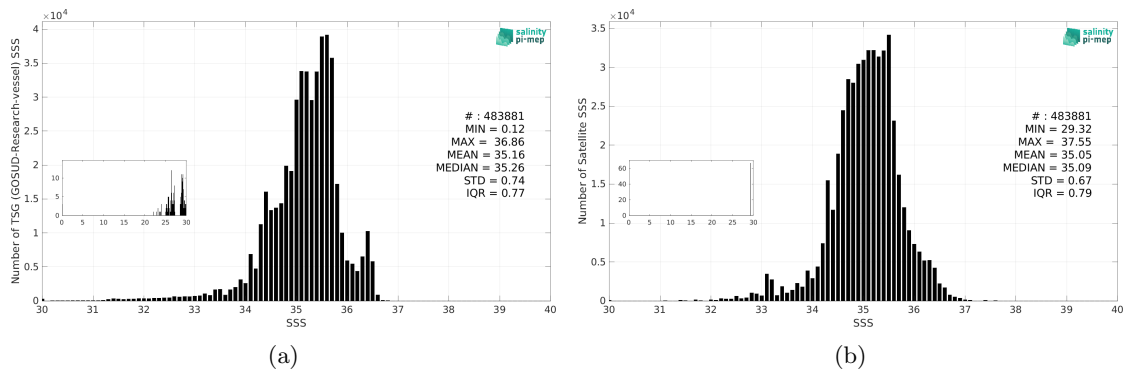 ×10⁴
4
3.5
3
2.5
2
1.5
1
0.5
0
Number of TSG (GOSUD-Research-vessel) SSS
salinity
pi-mep
# : 483881
MIN = 0.12
MAX = 36.86
MEAN = 35.16
MEDIAN = 35.26
STD = 0.74
IQR = 0.77
10
5
0
0 5 10 15 20 25 30
30 31 32 33 34 35 36 37 38 39 40
SSS
(a)
×10⁴
3.5
3
2.5
2
1.5
1
0.5
0
Number of Satellite SSS
salinity
pi-mep
# : 483881
MIN = 29.32
MAX = 37.55
MEAN = 35.05
MEDIAN = 35.09
STD = 0.67
IQR = 0.79
60
40
20
0
0 5 10 15 20 25 30
30 31 32 33 34 35 36 37 38 39 40
SSS
(b)